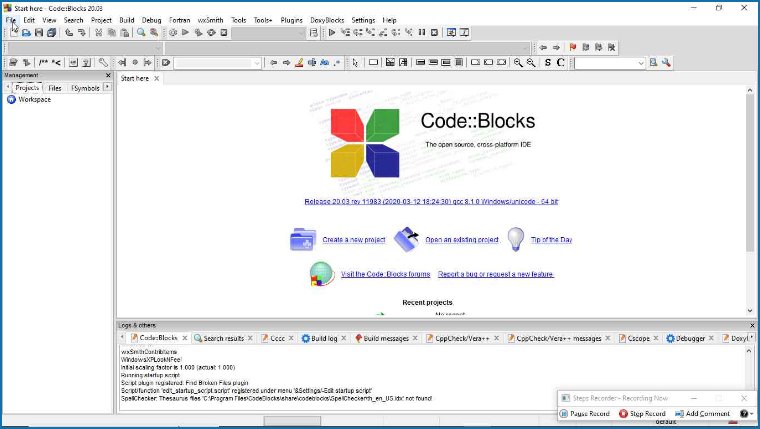 Start here - Code::Blocks 20.03
File Edit View Search Project Build Debug Fortran wxSmith Tools Tools+ Plugins DoxyBlocks Settings Help
/** *<
Aa .*
S C
Management
Start here
Projects Files FSymbols
Workspace
Code::Blocks
The open source, cross-platform IDE
Release 20.03 rev 11983 (2020-03-12 18:24:30) gcc 8.1.0 Windows/unicode - 64 bit
Create a new project Open an existing project Tip of the Day
Visit the Code::Blocks forums Report a bug or request a new feature
Recent projects
Logs & others
Code::Blocks Search results Cccc Build log Build messages CppCheck/Vera++ CppCheck/Vera++ messages Cscope Debugger Doxyl
wxSmithContribItems
WindowsXPLookNFeel
Initial scaling factor is 1.000 (actual: 1.000)
Running startup script
Script plugin registered: Find Broken Files plugin
Script/function 'edit_startup_script.script' registered under menu '&Settings/-Edit startup script'
SpellChecker: Thesaurus files 'C:\Program Files\CodeBlocks\share\codeblocks\SpellChecker\th_en_US.idx' not found!
Steps Recorder - Recording Now
Pause Record Stop Record Add Comment
default